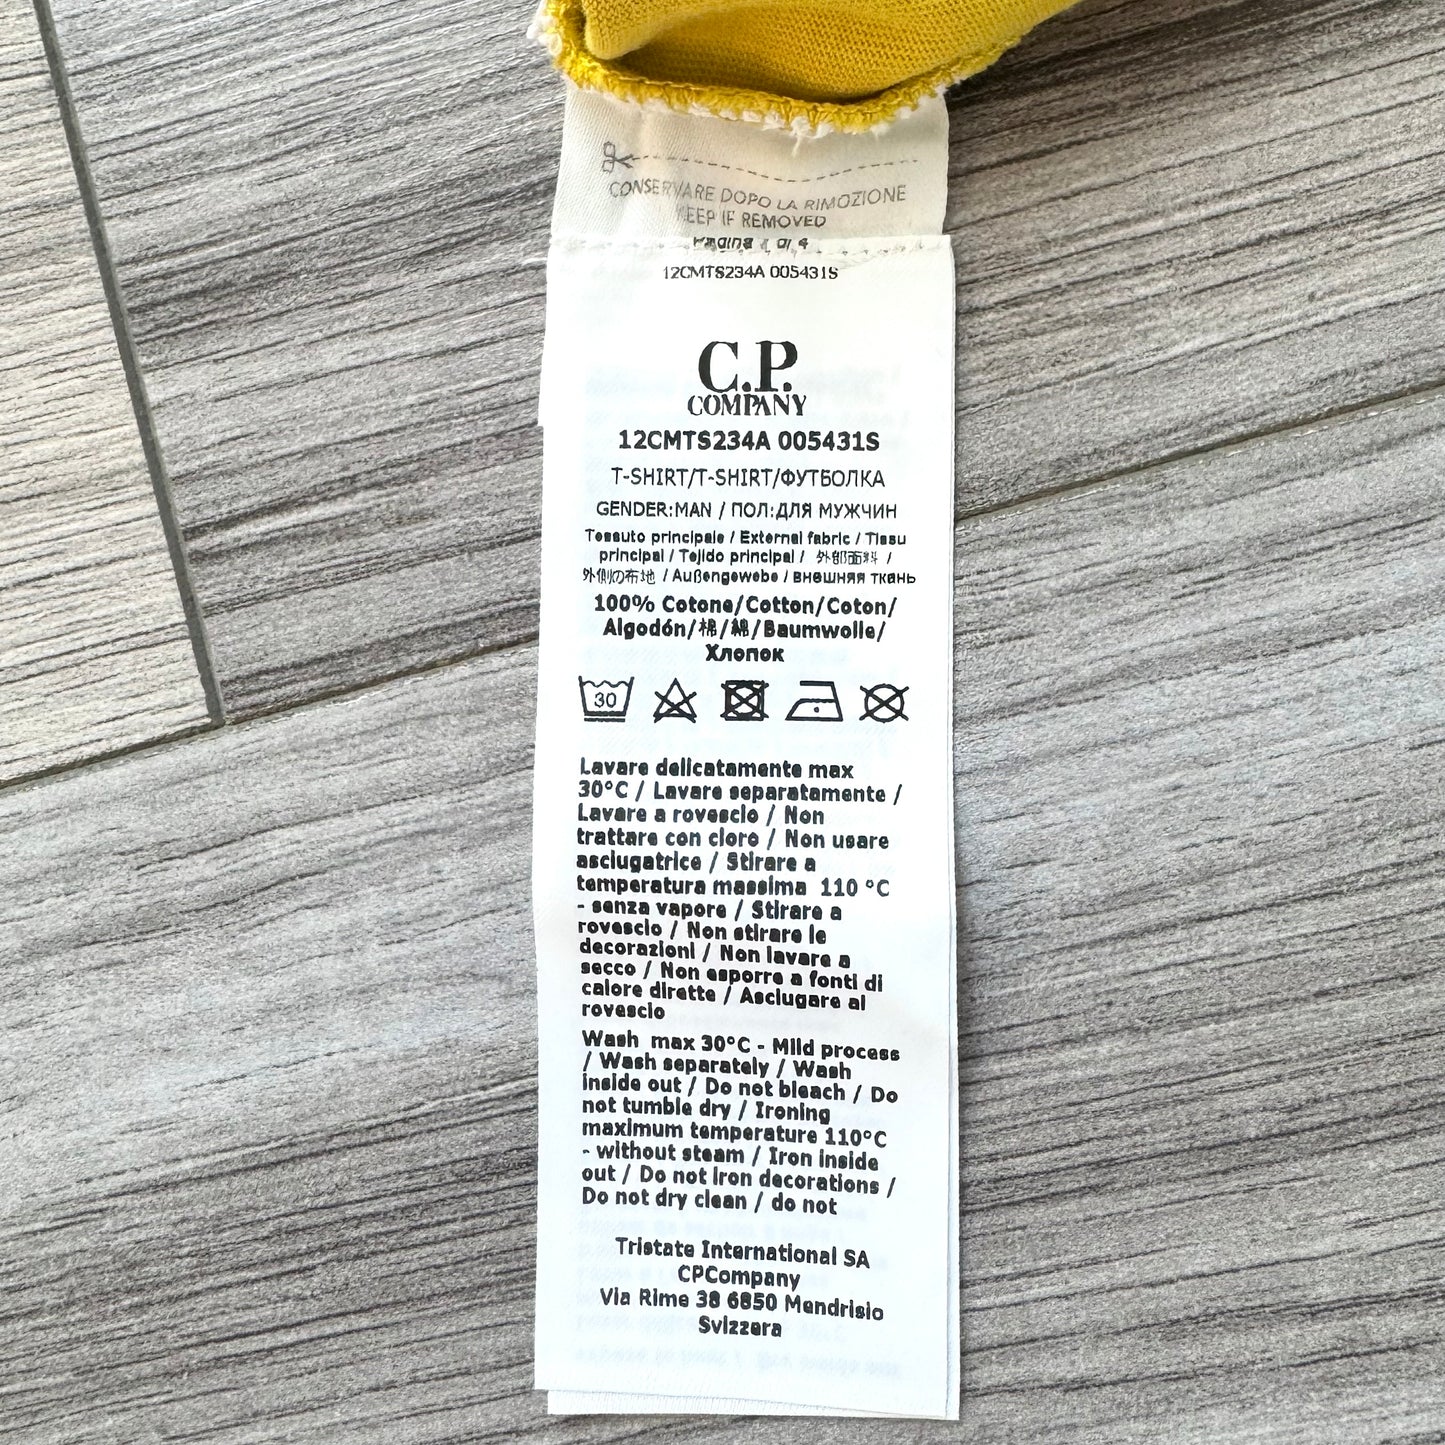 CONSERVARE DOPO LA RIMOZIONE
KEEP IF REMOVED
12CMTS234A 005431S
C.P.
COMPANY
12CMTS234A 005431S
T-SHIRT/T-SHIRT/ФУТБОЛКА
GENDER:MAN / ПОЛ:ДЛЯ МУЖЧИН
Tessuto principale / External fabric / Tissu
principal / Tejido principal / 外部面料 /
外側の布地 / Außengewebe / внешняя ткань
100% Cotone/Cotton/Coton/
Algodón/棉/綿/Baumwolle/
Хлопок
30
Lavare delicatamente max
30°C / Lavare separatamente /
Lavare a rovescio / Non
trattare con cloro / Non usare
asciugatrice / Stirare a
temperatura massima 110 °C
- senza vapore / Stirare a
rovescio / Non stirare le
decorazioni / Non lavare a
secco / Non esporre a fonti di
calore dirette / Asciugare al
rovescio
Wash max 30°C - Mild process
/ Wash separately / Wash
inside out / Do not bleach / Do
not tumble dry / Ironing
maximum temperature 110°C
- without steam / Iron inside
out / Do not iron decorations /
Do not dry clean / do not
Tristate International SA
CPCompany
Via Rime 38 6850 Mendrisio
Svizzera